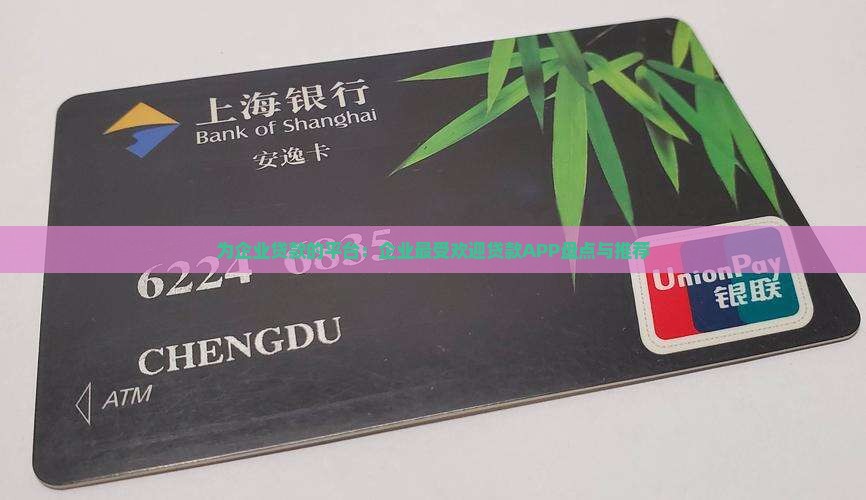 上海银行
Bank of Shanghai
安逸卡
为企业贷款的平台：企业最受欢迎贷款APP盘点与推荐
6224 6835
UnionPay
银联
CHENGDU
ATM